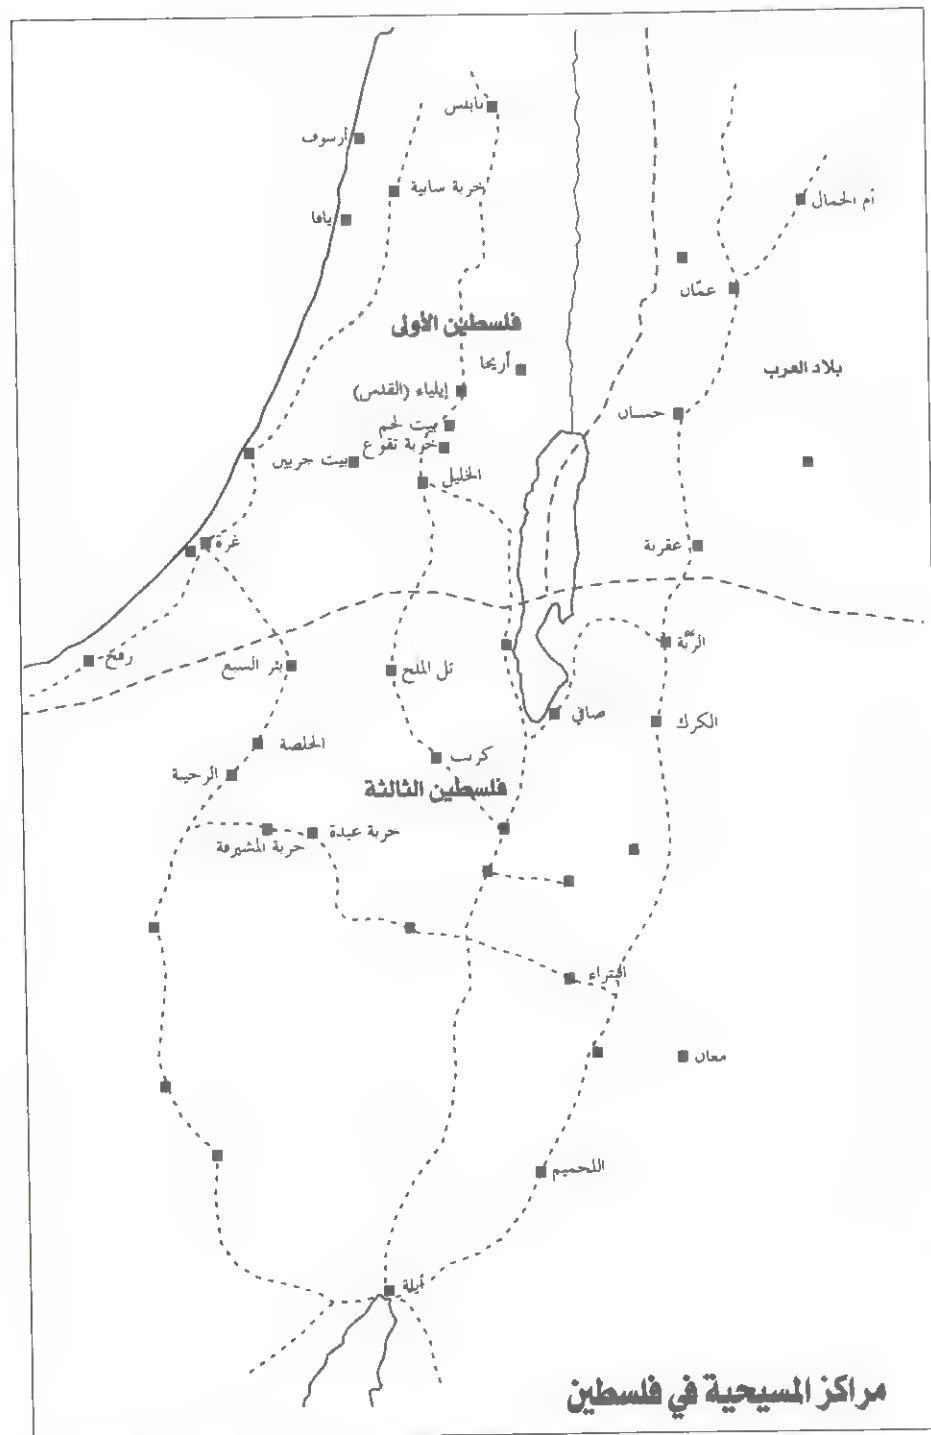 نابلس
أرسوف
خربة سابية
يافا
أم الجمال
عمّان
فلسطين الأولى
أريحا
بلاد العرب
إيلياء (القدس)
حسان
بيت لحم
خربة تقوع
بيت جبرين
الخليل
غزة
عقربة
الربّة
رفح
بئر السبع
تل الملح
صافي
الكرك
الخلصة
كرنب
الرحيبة
فلسطين الثالثة
خربة عبدة
خربة المشيرفة
البتراء
معان
اللحميم
أيلة
مراكز المسيحية في فلسطين